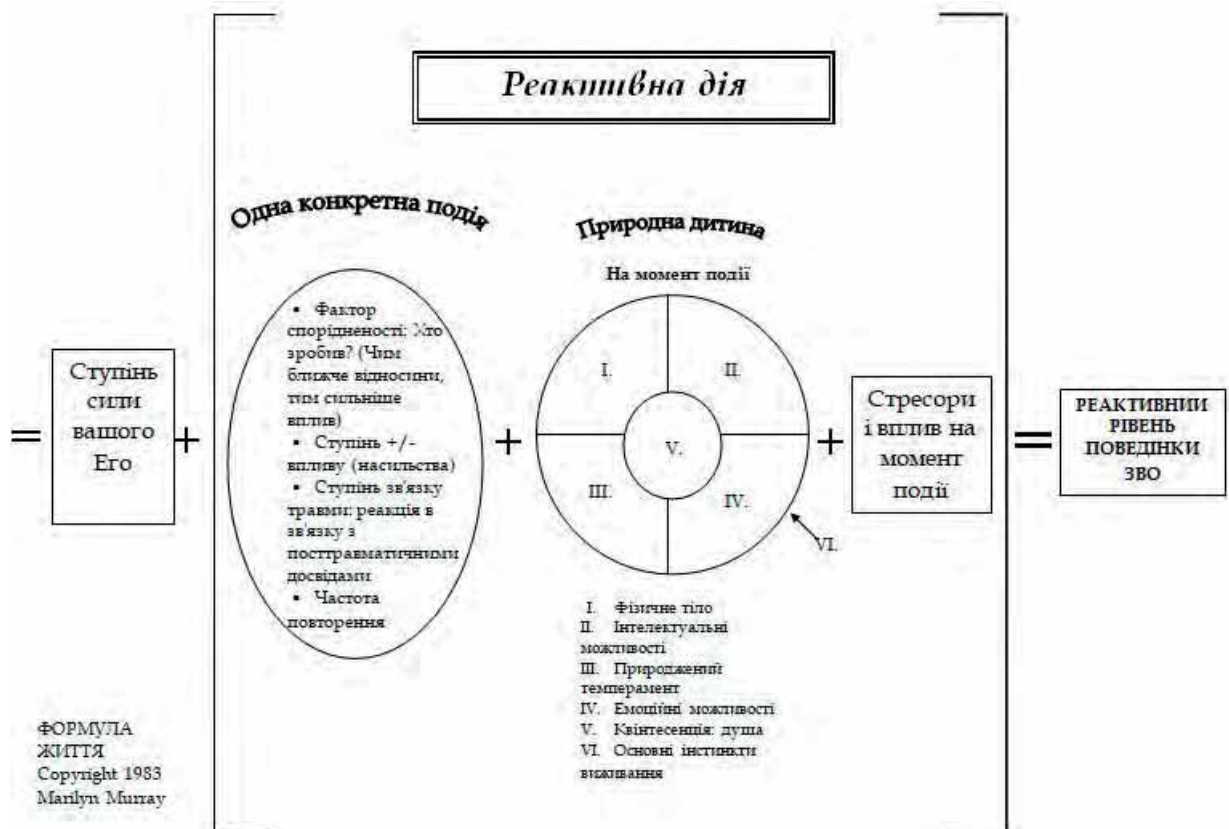 Реактивна дія
Одна конкретна подія
Природна дитина
На момент події
= Ступінь
сили
вашого
Его
+
• Фактор
спорідненості: Хто
зробив? (Чим
ближче відносини,
тим сильніше
вплив)
• Ступінь +/-
впливу (насильства)
• Ступінь зв'язку
травми: реакція в
зв'язку з
посттравматичними
досвідами
• Частота
повторення
+
I.
II.
III.
IV.
V.
VI.
+
Стресори
і вплив на
момент
події
=
РЕАКТИВНИИ
РІВЕНЬ
ПОВЕДІНКИ
ЗВО
I. Фізичне тіло
II. Інтелектуальні
можливості
III. Природжений
темперамент
IV. Емоційні можливості
V. Квінтесенція: душа
VI. Основні інстинкти
виживання
ФОРМУЛА
ЖИТТЯ
Copyright 1983
Marilyn Murray